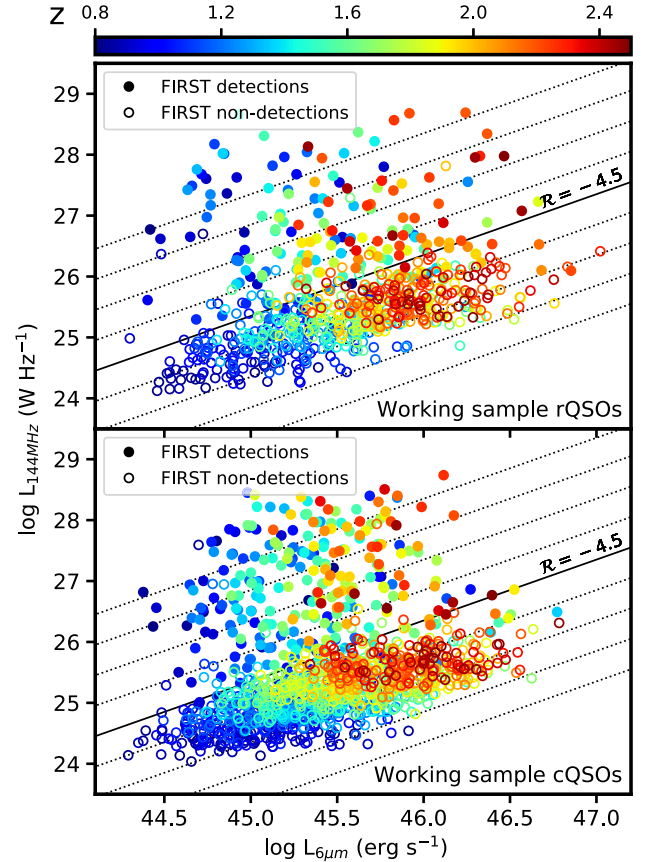 z 0.8 1.2 1.6 2.0 2.4
FIRST detections
FIRST non-detections
29
28
27
26
25
24
R = −4.5
Working sample rQSOs
log L144MHz (W Hz−1)
FIRST detections
FIRST non-detections
29
28
27
26
25
24
R = −4.5
Working sample cQSOs
44.5 45.0 45.5 46.0 46.5 47.0
log L6μm (erg s−1)